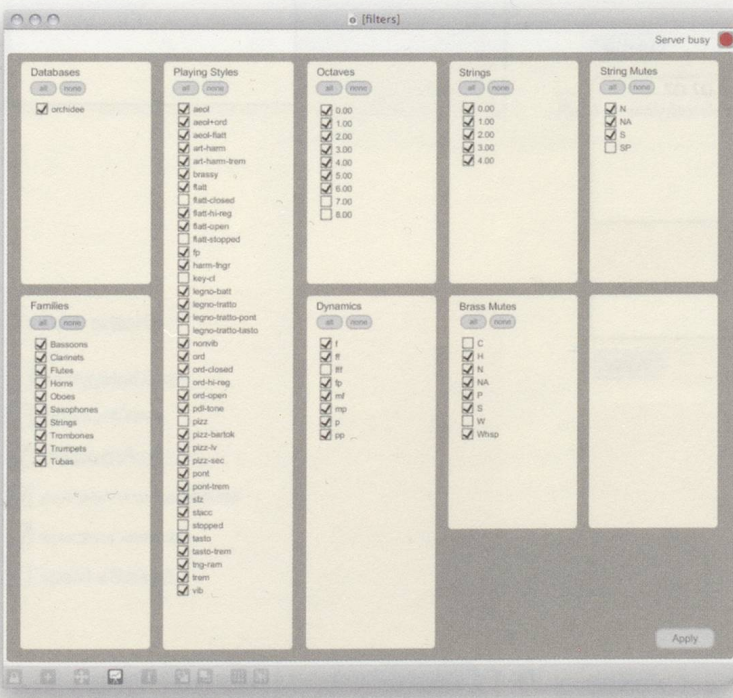 [filters]
Server busy
Databases
all none
orchidee
Playing Styles
all none
aeol
aeol+ord
aeol-flatt
art-harm
art-harm-trem
brassy
flatt
flatt-closed
flatt-hi-reg
flatt-open
flatt-stopped
fp
harm-fngr
key-cl
legno-batt
legno-tratto
legno-tratto-pont
legno-tratto-tasto
nonvib
ord
ord-closed
ord-hi-reg
ord-open
pdl-tone
pizz
pizz-bartok
pizz-lv
pizz-sec
pont
pont-trem
sfz
stacc
stopped
tasto
tasto-trem
tng-ram
trem
vib
Octaves
all none
0.00
1.00
2.00
3.00
4.00
5.00
6.00
7.00
8.00
Strings
all none
0.00
1.00
2.00
3.00
4.00
String Mutes
all none
N
NA
S
SP
Families
all none
Bassoons
Clarinets
Flutes
Horns
Oboes
Saxophones
Strings
Trombones
Trumpets
Tubas
Dynamics
all none
f
ff
fff
fp
mf
mp
p
pp
Brass Mutes
all none
C
H
N
NA
P
S
W
Whsp
Apply